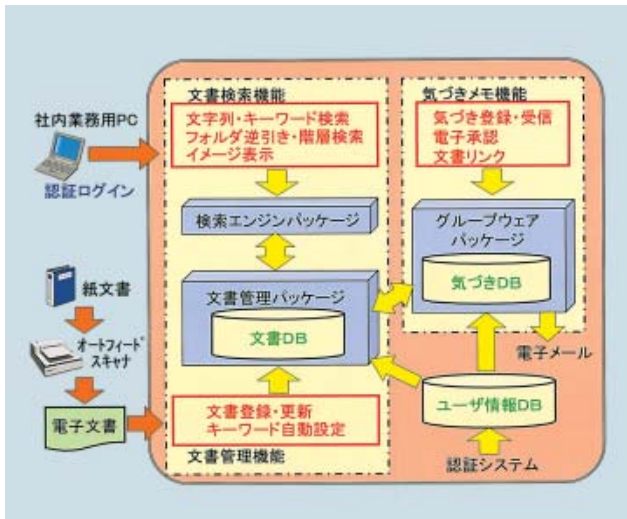 文書検索機能
文字列・キーワード検索
フォルダ逆引き・階層検索
イメージ表示
気づきメモ機能
気づき登録・受信
電子承認
文書リンク
社内業務用PC
認証ログイン
検索エンジンパッケージ
グループウェア
パッケージ
気づきDB
文書管理パッケージ
文書DB
紙文書
オートフィード
スキャナ
電子文書
電子メール
ユーザ情報DB
文書登録・更新
キーワード自動設定
文書管理機能
認証システム